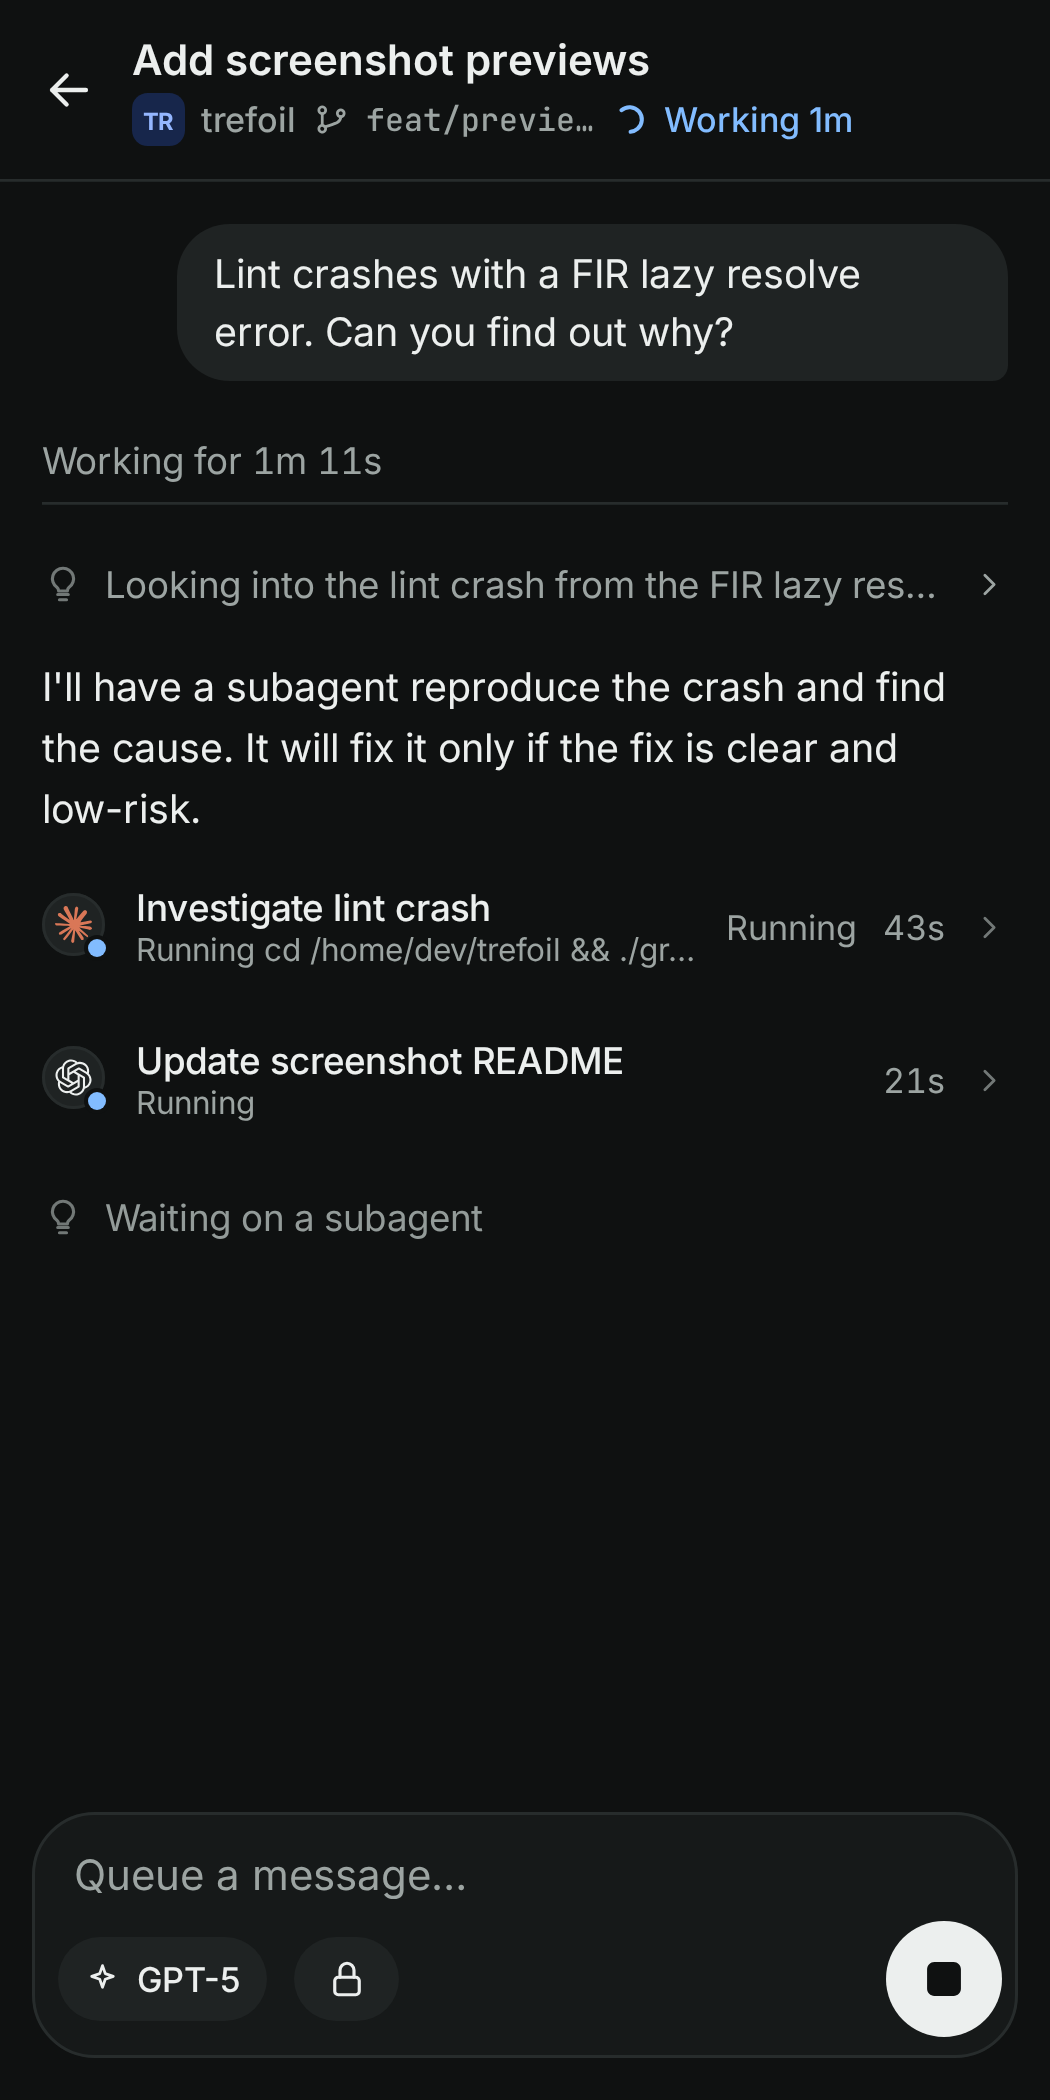 Add screenshot previews
TR trefoil feat/previe… Working 1m
Lint crashes with a FIR lazy resolve
error. Can you find out why?
Working for 1m 11s
Looking into the lint crash from the FIR lazy res…
I'll have a subagent reproduce the crash and find
the cause. It will fix it only if the fix is clear and
low-risk.
Investigate lint crash
Running cd /home/dev/trefoil && ./gr…
Running 43s
Update screenshot README
Running
21s
Waiting on a subagent
Queue a message…
GPT-5